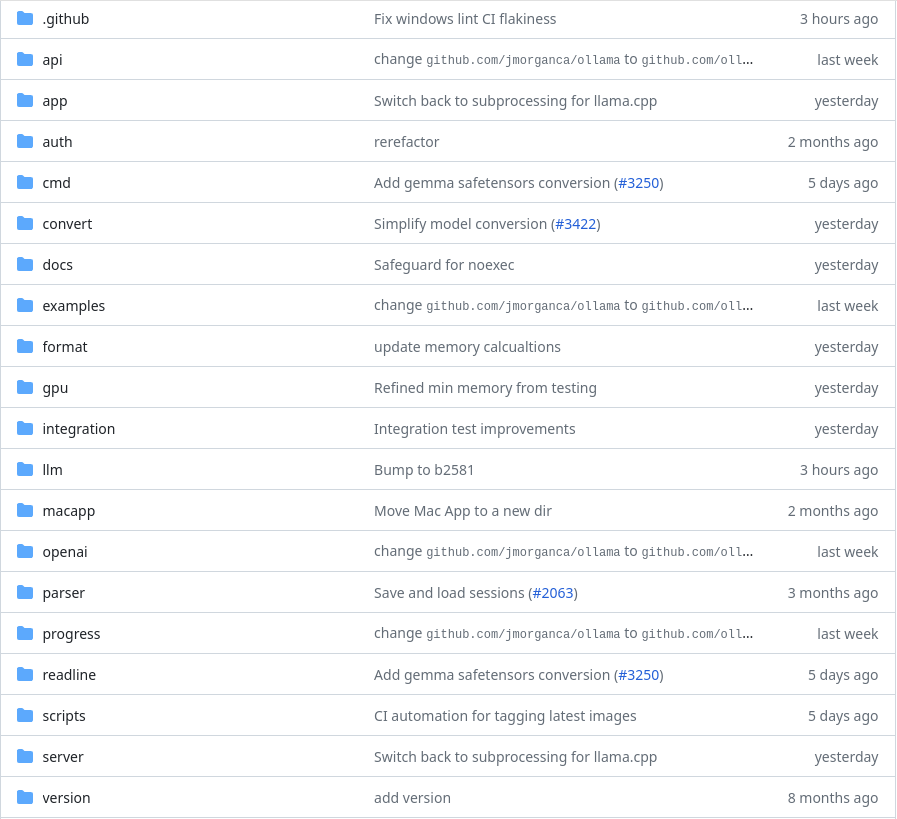 .github Fix windows lint CI flakiness 3 hours ago
api change github.com/jmorganca/ollama to github.com/oll... last week
app Switch back to subprocessing for llama.cpp yesterday
auth rerefactor 2 months ago
cmd Add gemma safetensors conversion (#3250) 5 days ago
convert Simplify model conversion (#3422) yesterday
docs Safeguard for noexec yesterday
examples change github.com/jmorganca/ollama to github.com/oll... last week
format update memory calcualtions yesterday
gpu Refined min memory from testing yesterday
integration Integration test improvements yesterday
llm Bump to b2581 3 hours ago
macapp Move Mac App to a new dir 2 months ago
openai change github.com/jmorganca/ollama to github.com/oll... last week
parser Save and load sessions (#2063) 3 months ago
progress change github.com/jmorganca/ollama to github.com/oll... last week
readline Add gemma safetensors conversion (#3250) 5 days ago
scripts CI automation for tagging latest images 5 days ago
server Switch back to subprocessing for llama.cpp yesterday
version add version 8 months ago